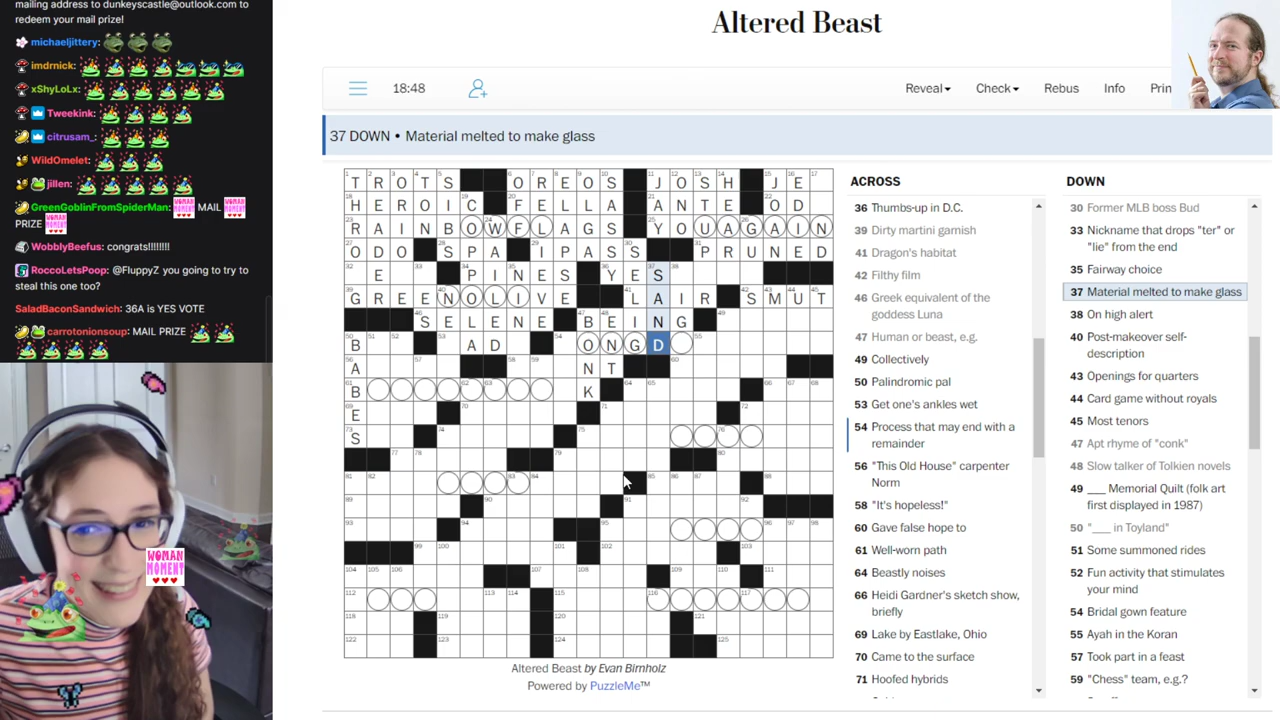 mailing address to dunkeyscastle@outlook.com to
redeem your mail prize!
michaeljittery:
imdrnick:
xShyLoLx:
Tweekink:
citrusam_:
WildOmelet:
jillen:
GreenGoblinFromSpiderMan: WOMAN MOMENT MAIL
PRIZE WOMAN MOMENT
WobblyBeefus: congrats!!!!!!!!!
RoccoLetsPoop: @FluppyZ you going to try to
steal this one too?
SaladBaconSandwich: 36A is YES VOTE
carrotonionsoup: MAIL PRIZE
WOMAN MOMENT
Altered Beast
18:48
Reveal
Check
Rebus
Info
Prin
37 DOWN • Material melted to make glass
T R O T S O R E O S J O S H J E
H E R O I C F E L L A A N T E O D
R A I N B O W F L A G S Y O U A G A I N
O D O S P A I P A S S P R U N E D
E P I N E S Y E S
G R E E N O L I V E L A I R S M U T
S E L E N E B E I N G
B A D O N G D
A N T
B K
E
S
Altered Beast by Evan Birnholz
Powered by PuzzleMe™
ACROSS
36 Thumbs-up in D.C.
39 Dirty martini garnish
41 Dragon's habitat
42 Filthy film
46 Greek equivalent of the
goddess Luna
47 Human or beast, e.g.
49 Collectively
50 Palindromic pal
53 Get one's ankles wet
54 Process that may end with a
remainder
56 "This Old House" carpenter
Norm
58 "It's hopeless!"
60 Gave false hope to
61 Well-worn path
64 Beastly noises
66 Heidi Gardner's sketch show,
briefly
69 Lake by Eastlake, Ohio
70 Came to the surface
71 Hoofed hybrids
DOWN
30 Former MLB boss Bud
33 Nickname that drops "ter" or
"lie" from the end
35 Fairway choice
37 Material melted to make glass
38 On high alert
40 Post-makeover self-
description
43 Openings for quarters
44 Card game without royals
45 Most tenors
47 Apt rhyme of "conk"
48 Slow talker of Tolkien novels
49 ___ Memorial Quilt (folk art
first displayed in 1987)
50 "___ in Toyland"
51 Some summoned rides
52 Fun activity that stimulates
your mind
54 Bridal gown feature
55 Ayah in the Koran
57 Took part in a feast
59 "Chess" team, e.g.?